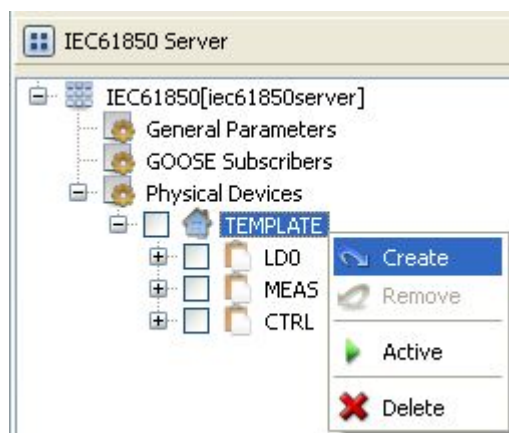 IEC61850 Server
IEC61850[iec61850server]
General Parameters
GOOSE Subscribers
Physical Devices
TEMPLATE
LD0
MEAS
CTRL
Create
Remove
Active
Delete